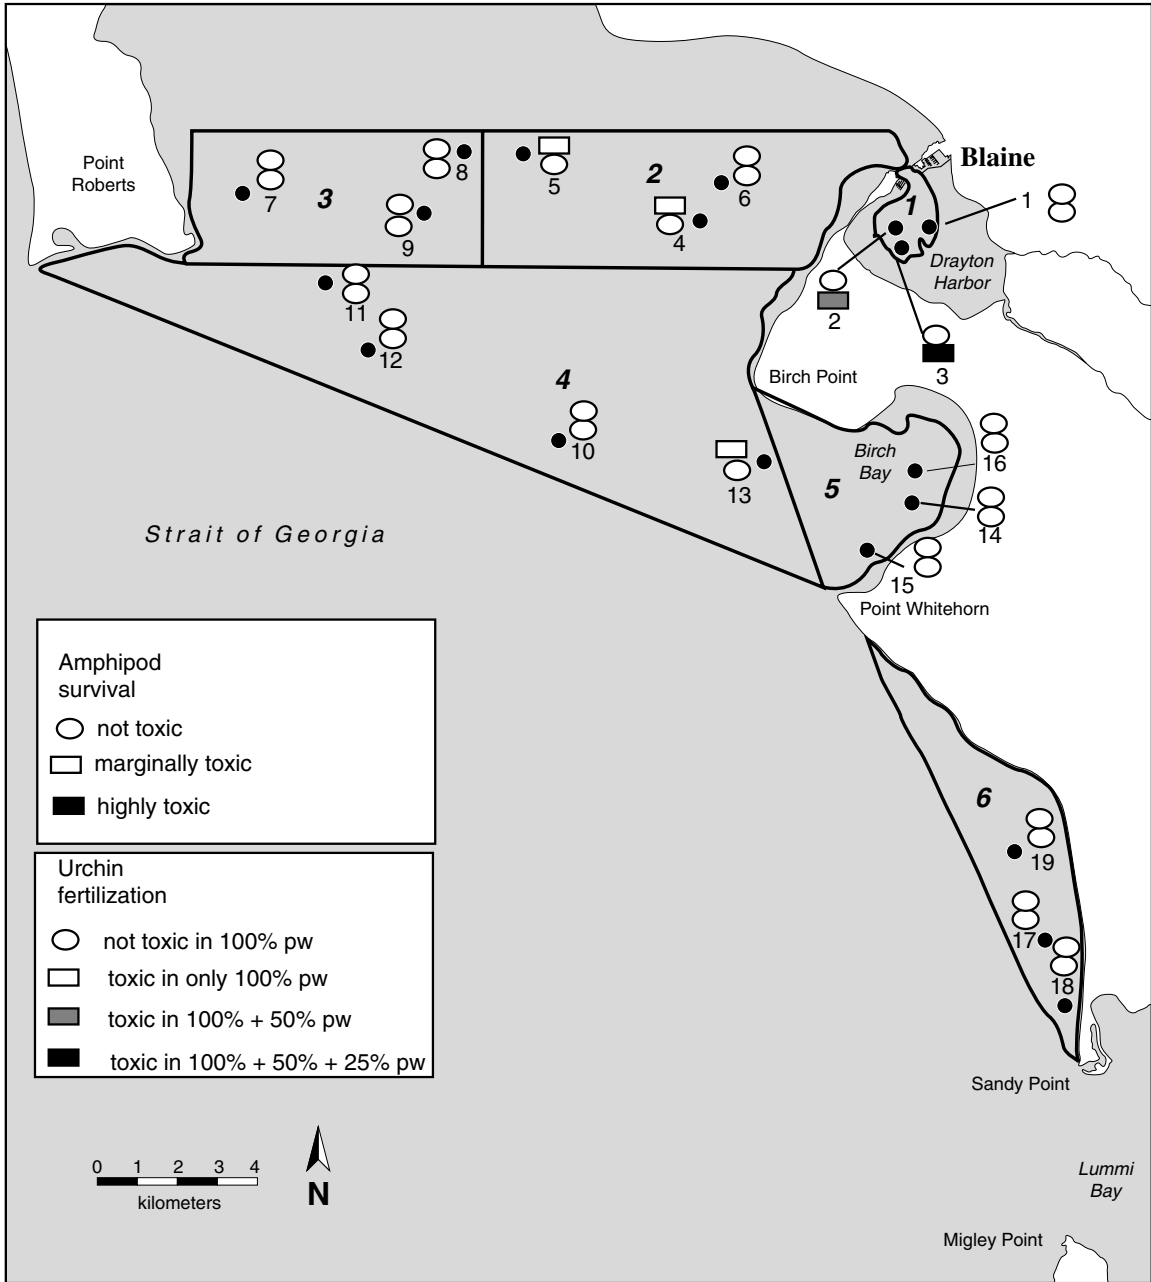 Point
Roberts
Blaine
3
2
1
7
8
9
5
6
4
1
Drayton
Harbor
2
3
11
12
Birch Point
4
10
13
Birch
Bay
5
16
14
15
Strait of Georgia
Point Whitehorn
Amphipod
survival
not toxic
marginally toxic
highly toxic
Urchin
fertilization
not toxic in 100% pw
toxic in only 100% pw
toxic in 100% + 50% pw
toxic in 100% + 50% + 25% pw
6
19
17
18
Sandy Point
0 1 2 3 4
kilometers
N
Lummi
Bay
Migley Point